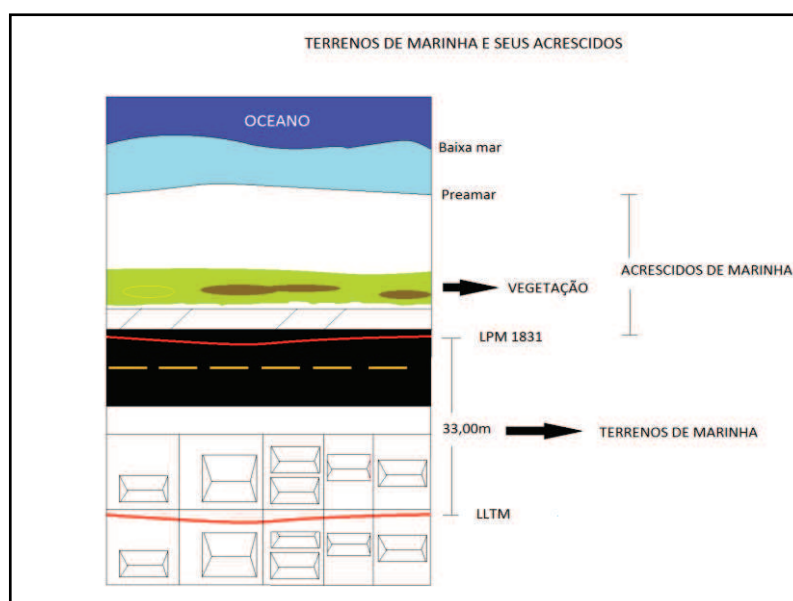 TERRENOS DE MARINHA E SEUS ACRESCIDOS
OCEANO
Baixa mar
Preamar
ACRESCIDOS DE MARINHA
VEGETAÇÃO
LPM 1831
33,00m
TERRENOS DE MARINHA
LLTM